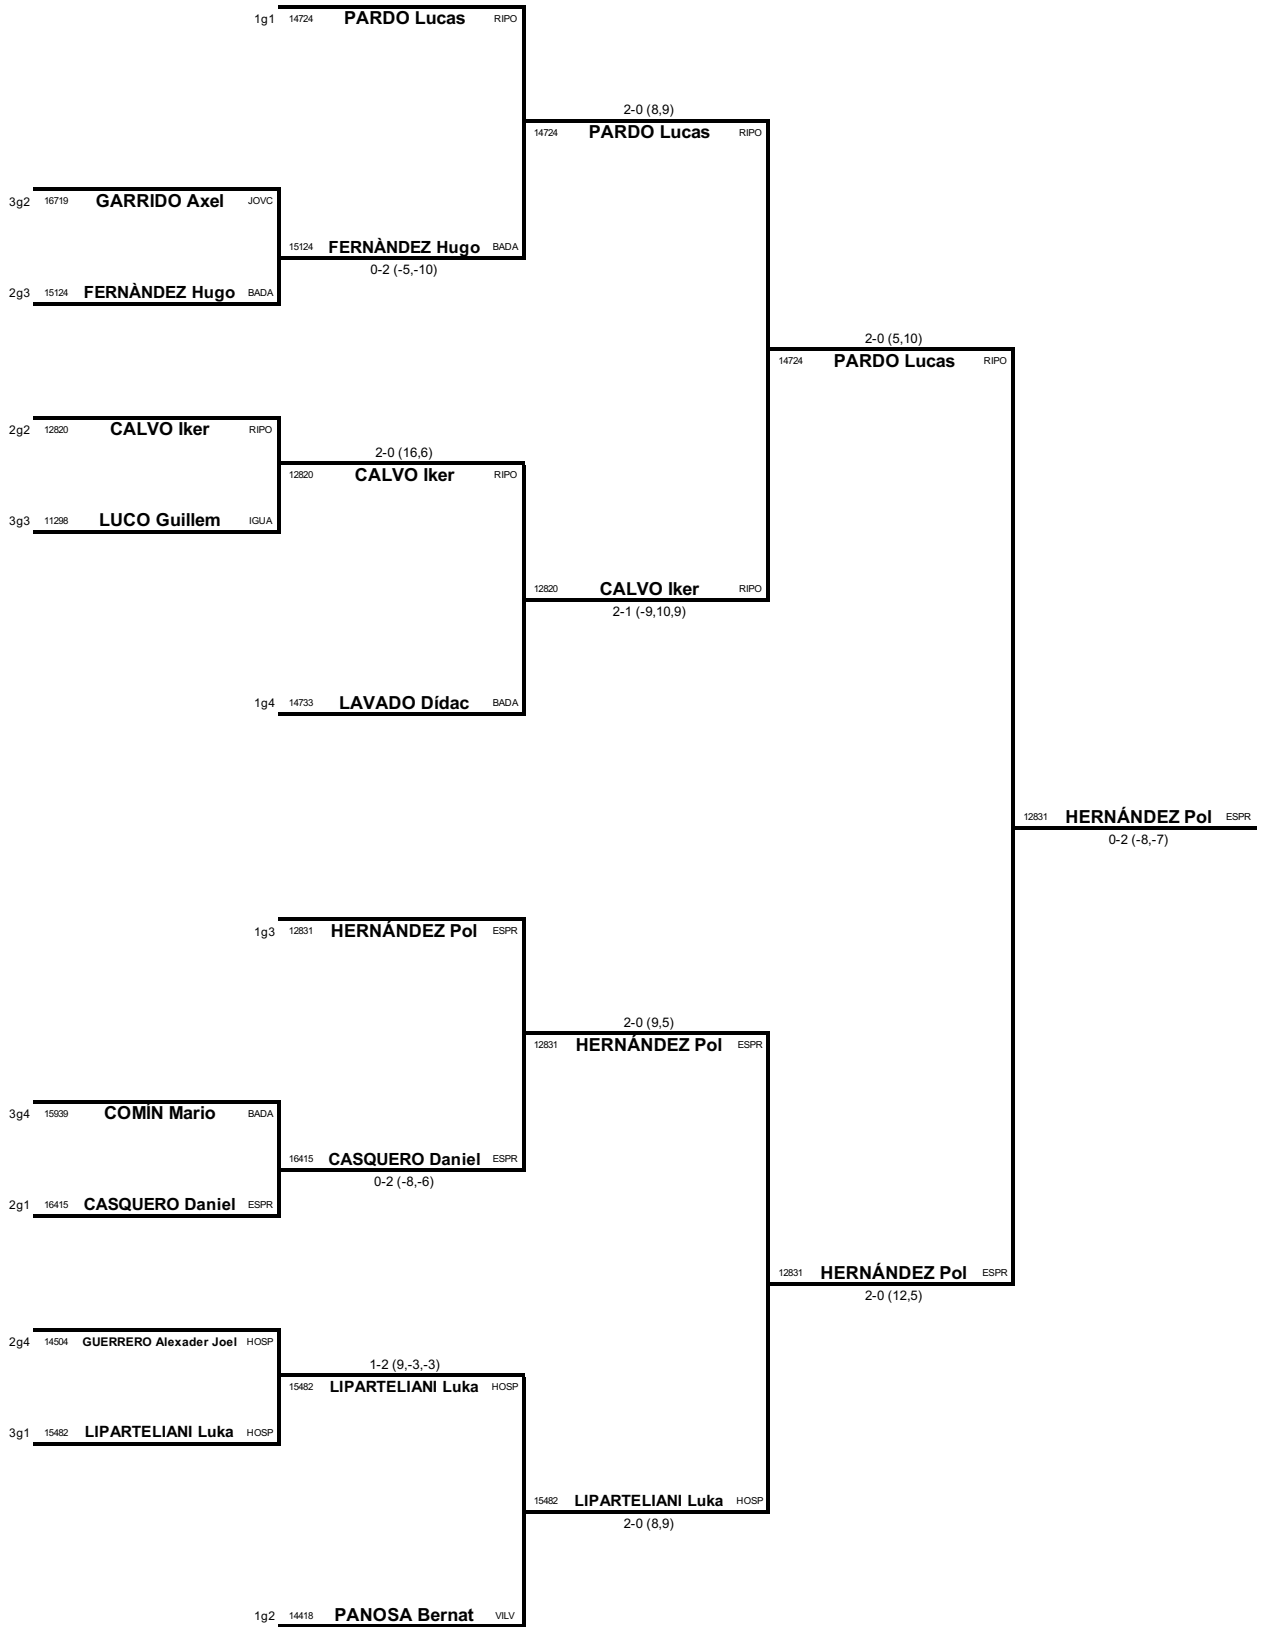 1g1 14724 PARDO Lucas RIPO
2-0 (8,9)
14724 PARDO Lucas RIPO
3g2 16719 GARRIDO Axel JOVC
15124 FERNÀNDEZ Hugo BADA
0-2 (-5,-10)
2g3 15124 FERNÀNDEZ Hugo BADA
2-0 (5,10)
14724 PARDO Lucas RIPO
2g2 12820 CALVO Iker RIPO
2-0 (16,6)
12820 CALVO Iker RIPO
3g3 11298 LUCO Guillem IGUA
12820 CALVO Iker RIPO
2-1 (-9,10,9)
1g4 14733 LAVADO Dídac BADA
12831 HERNÁNDEZ Pol ESPR
0-2 (-8,-7)
1g3 12831 HERNÁNDEZ Pol ESPR
2-0 (9,5)
12831 HERNÁNDEZ Pol ESPR
3g4 15939 COMÍN Mario BADA
16415 CASQUERO Daniel ESPR
0-2 (-8,-6)
2g1 16415 CASQUERO Daniel ESPR
12831 HERNÁNDEZ Pol ESPR
2-0 (12,5)
2g4 14504 GUERRERO Alexader Joel HOSP
1-2 (9,-3,-3)
15482 LIPARTELIANI Luka HOSP
3g1 15482 LIPARTELIANI Luka HOSP
15482 LIPARTELIANI Luka HOSP
2-0 (8,9)
1g2 14418 PANOSA Bernat VILV